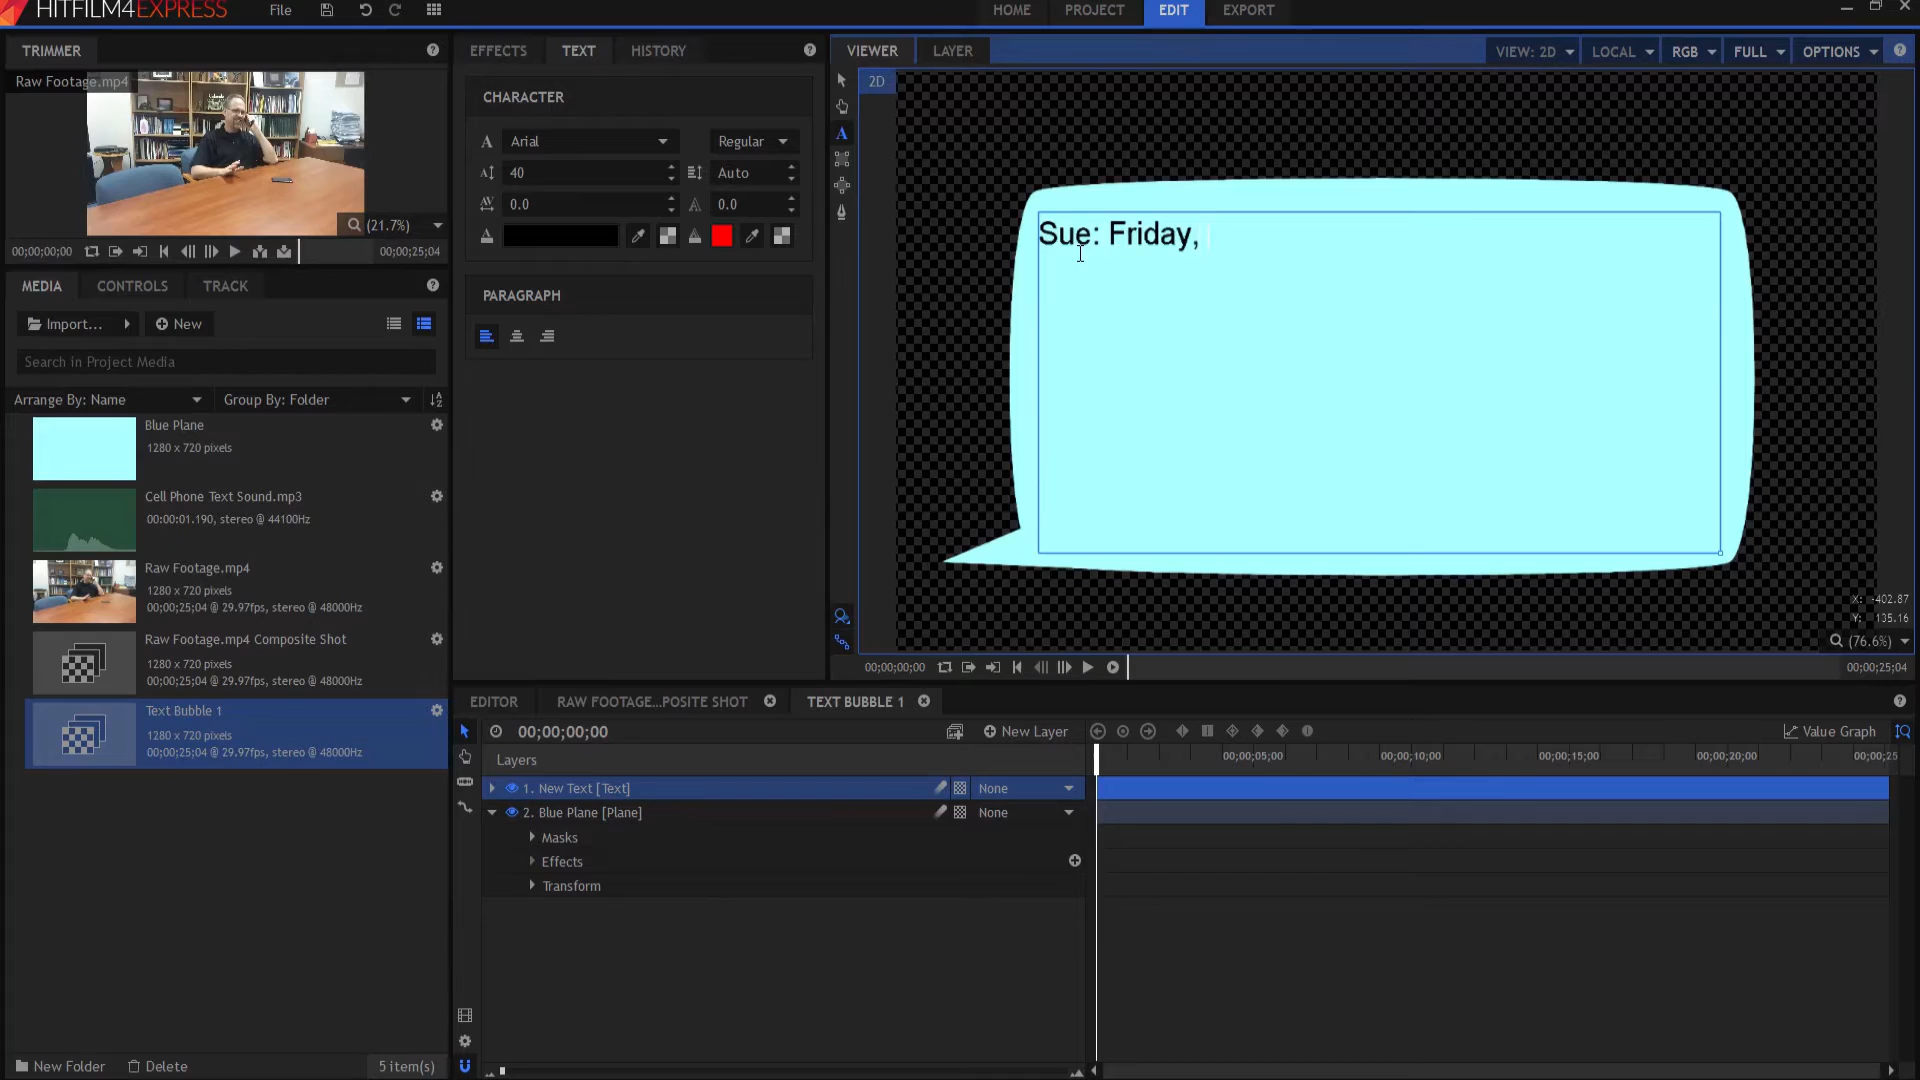 HITFILM4EXPRESS
File
HOME
PROJECT
EDIT
EXPORT
TRIMMER
Raw Footage.mp4
(21.7%)
00;00;00;00
00;00;25;04
MEDIA
CONTROLS
TRACK
Import...
New
Search in Project Media
Arrange By: Name
Group By: Folder
Blue Plane
1280 x 720 pixels
Cell Phone Text Sound.mp3
00:00:01.190, stereo @ 44100Hz
Raw Footage.mp4
1280 x 720 pixels
00;00;25;04 @ 29.97fps, stereo @ 48000Hz
Raw Footage.mp4 Composite Shot
1280 x 720 pixels
00;00;25;04 @ 29.97fps, stereo @ 48000Hz
Text Bubble 1
1280 x 720 pixels
00;00;25;04 @ 29.97fps, stereo @ 48000Hz
New Folder
Delete
5 item(s)
EFFECTS
TEXT
HISTORY
CHARACTER
Arial
Regular
40
Auto
0.0
0.0
PARAGRAPH
VIEWER
LAYER
VIEW: 2D
LOCAL
RGB
FULL
OPTIONS
2D
Sue: Friday,
X: -402.87
Y: 135.16
(76.6%)
00;00;00;00
00;00;25;04
EDITOR
RAW FOOTAGE...POSITE SHOT
TEXT BUBBLE 1
00;00;00;00
New Layer
Value Graph
Layers
00;00;05;00
00;00;10;00
00;00;15;00
00;00;20;00
00;00;25
1. New Text [Text]
None
2. Blue Plane [Plane]
None
Masks
Effects
Transform